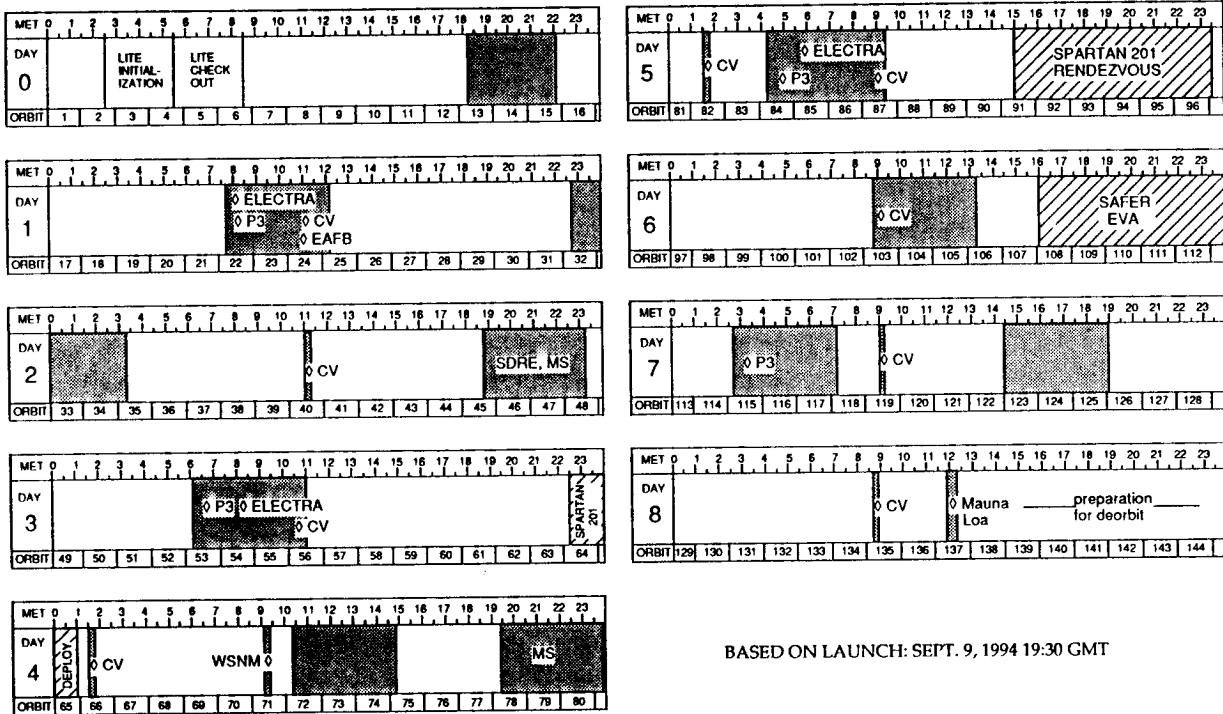 MET 0 1 2 3 4 5 6 7 8 9 10 11 12 13 14 15 16 17 18 19 20 21 22 23
DAY
0
LITE
INITIAL-
IZATION
LITE
CHECK
OUT
ORBIT 1 2 3 4 5 6 7 8 9 10 11 12 13 14 15 16
MET 0 1 2 3 4 5 6 7 8 9 10 11 12 13 14 15 16 17 18 19 20 21 22 23
DAY
1
ELECTRA
P3 CV
EAFB
ORBIT 17 18 19 20 21 22 23 24 25 26 27 28 29 30 31 32
MET 0 1 2 3 4 5 6 7 8 9 10 11 12 13 14 15 16 17 18 19 20 21 22 23
DAY
2
CV
SDRE, MS
ORBIT 33 34 35 36 37 38 39 40 41 42 43 44 45 46 47 48
MET 0 1 2 3 4 5 6 7 8 9 10 11 12 13 14 15 16 17 18 19 20 21 22 23
DAY
3
P3 ELECTRA
CV
SPARTAN
201
ORBIT 49 50 51 52 53 54 55 56 57 58 59 60 61 62 63 64
MET 0 1 2 3 4 5 6 7 8 9 10 11 12 13 14 15 16 17 18 19 20 21 22 23
DAY
4
DEPLOY
CV
WSNM
MS
ORBIT 65 66 67 68 69 70 71 72 73 74 75 76 77 78 79 80
MET 0 1 2 3 4 5 6 7 8 9 10 11 12 13 14 15 16 17 18 19 20 21 22 23
DAY
5
CV
ELECTRA
P3 CV
SPARTAN 201
RENDEZVOUS
ORBIT 81 82 83 84 85 86 87 88 89 90 91 92 93 94 95 96
MET 0 1 2 3 4 5 6 7 8 9 10 11 12 13 14 15 16 17 18 19 20 21 22 23
DAY
6
CV
SAFER
EVA
ORBIT 97 98 99 100 101 102 103 104 105 106 107 108 109 110 111 112
MET 0 1 2 3 4 5 6 7 8 9 10 11 12 13 14 15 16 17 18 19 20 21 22 23
DAY
7
P3
CV
ORBIT 113 114 115 116 117 118 119 120 121 122 123 124 125 126 127 128
MET 0 1 2 3 4 5 6 7 8 9 10 11 12 13 14 15 16 17 18 19 20 21 22 23
DAY
8
CV
Mauna
Loa
preparation
for deorbit
ORBIT 129 130 131 132 133 134 135 136 137 138 139 140 141 142 143 144
BASED ON LAUNCH: SEPT. 9, 1994 19:30 GMT